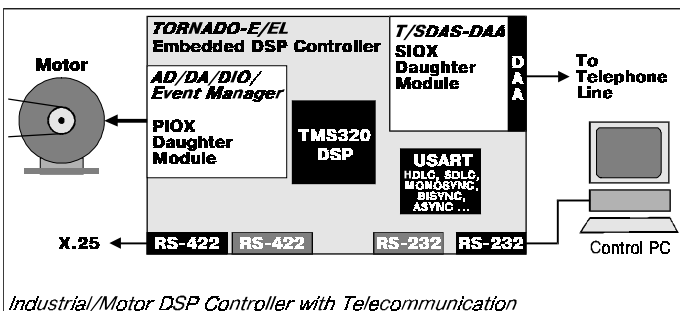 TORNADO-E/EL
Embedded DSP Controller
T/SDAS-DAA
SIOX
Daughter
Module
DAA
To
Telephone
Line
Motor
AD/DA/DIO/
Event Manager
PIOX
Daughter
Module
TMS320
DSP
USART
HDLC, SDLC,
MONOSYNC,
BISYNC,
ASYNC ...
X.25
RS-422
RS-422
RS-232
RS-232
Control PC
Industrial/Motor DSP Controller with Telecommunication